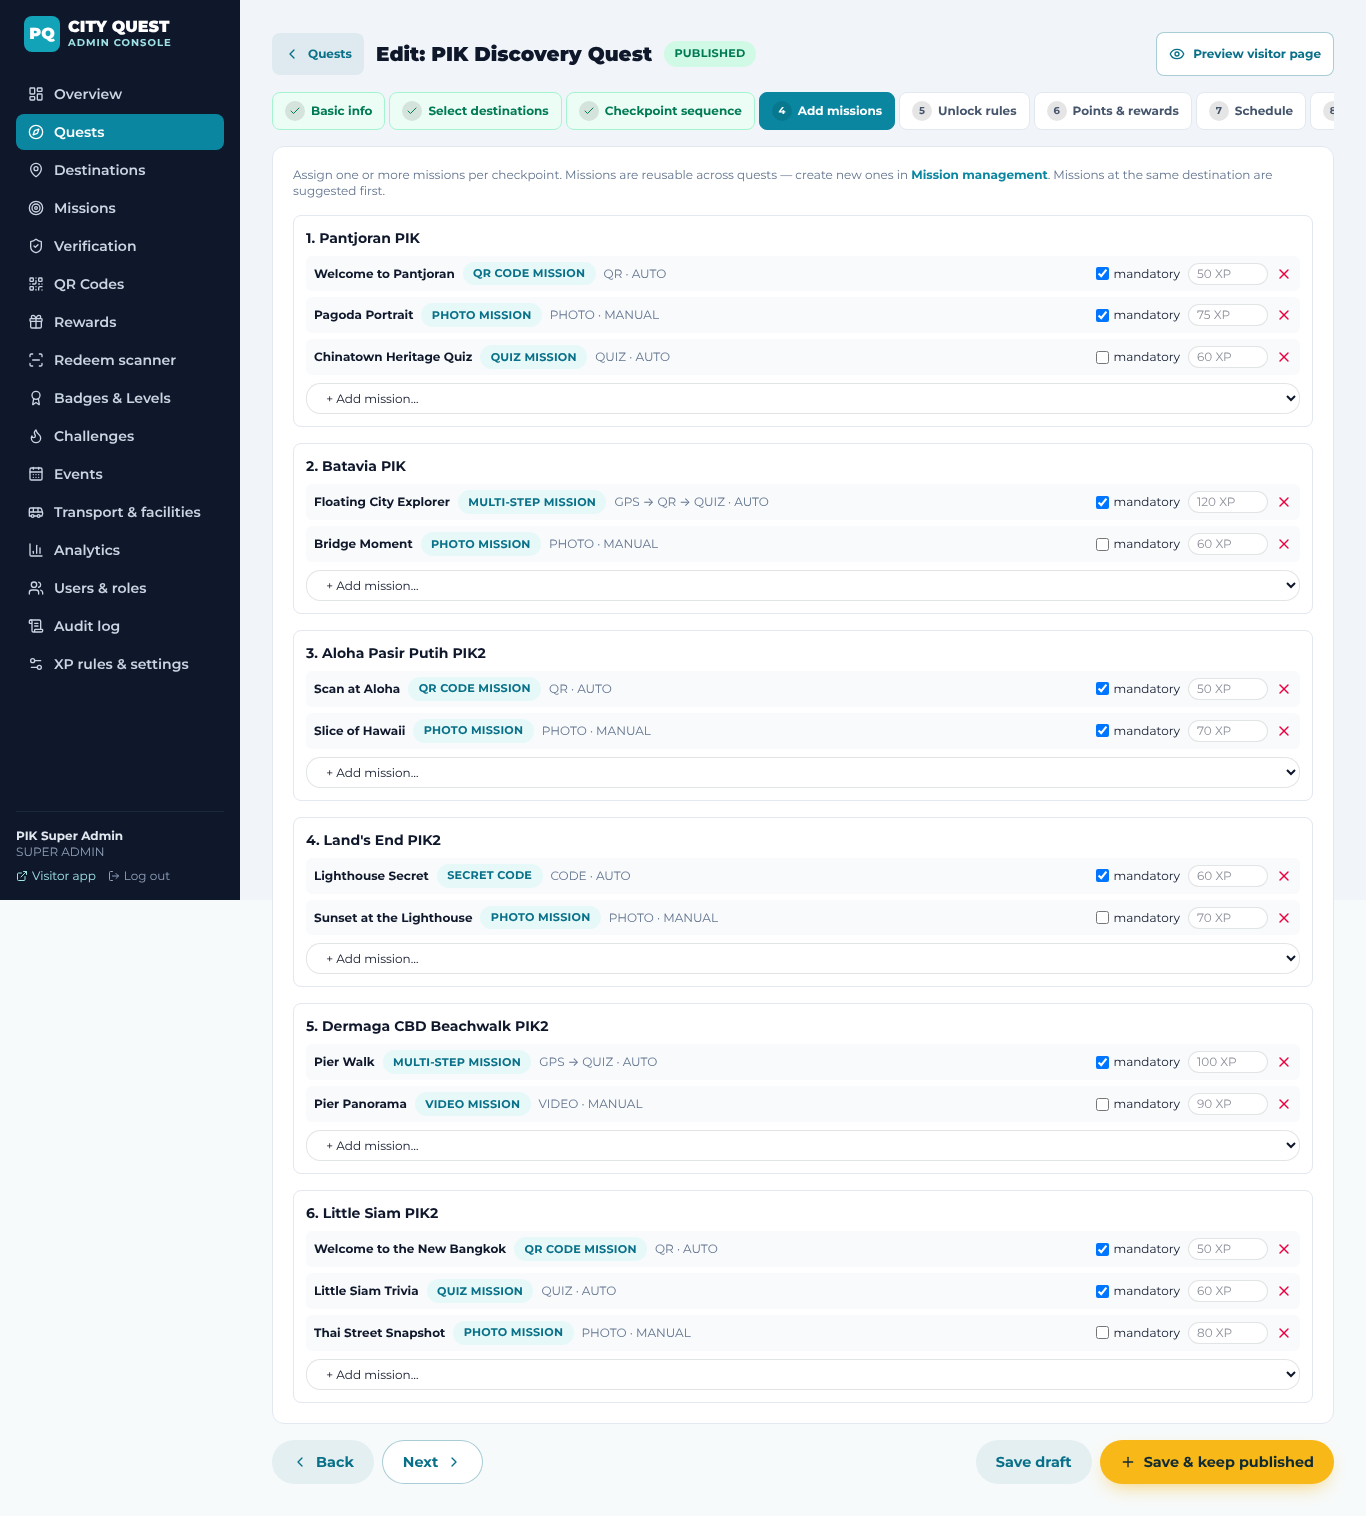 PQ
CITY QUEST
ADMIN CONSOLE
Overview
Quests
Destinations
Missions
Verification
QR Codes
Rewards
Redeem scanner
Badges & Levels
Challenges
Events
Transport & facilities
Analytics
Users & roles
Audit log
XP rules & settings
PIK Super Admin
SUPER ADMIN
Visitor app Log out
Quests Edit: PIK Discovery Quest PUBLISHED Preview visitor page
Basic info Select destinations Checkpoint sequence 4 Add missions 5 Unlock rules 6 Points & rewards 7 Schedule
Assign one or more missions per checkpoint. Missions are reusable across quests — create new ones in Mission management. Missions at the same destination are
suggested first.
1. Pantjoran PIK
Welcome to Pantjoran QR CODE MISSION QR · AUTO mandatory 50 XP
Pagoda Portrait PHOTO MISSION PHOTO · MANUAL mandatory 75 XP
Chinatown Heritage Quiz QUIZ MISSION QUIZ · AUTO mandatory 60 XP
+ Add mission...
2. Batavia PIK
Floating City Explorer MULTI-STEP MISSION GPS → QR → QUIZ · AUTO mandatory 120 XP
Bridge Moment PHOTO MISSION PHOTO · MANUAL mandatory 60 XP
+ Add mission...
3. Aloha Pasir Putih PIK2
Scan at Aloha QR CODE MISSION QR · AUTO mandatory 50 XP
Slice of Hawaii PHOTO MISSION PHOTO · MANUAL mandatory 70 XP
+ Add mission...
4. Land's End PIK2
Lighthouse Secret SECRET CODE CODE · AUTO mandatory 60 XP
Sunset at the Lighthouse PHOTO MISSION PHOTO · MANUAL mandatory 70 XP
+ Add mission...
5. Dermaga CBD Beachwalk PIK2
Pier Walk MULTI-STEP MISSION GPS → QUIZ · AUTO mandatory 100 XP
Pier Panorama VIDEO MISSION VIDEO · MANUAL mandatory 90 XP
+ Add mission...
6. Little Siam PIK2
Welcome to the New Bangkok QR CODE MISSION QR · AUTO mandatory 50 XP
Little Siam Trivia QUIZ MISSION QUIZ · AUTO mandatory 60 XP
Thai Street Snapshot PHOTO MISSION PHOTO · MANUAL mandatory 80 XP
+ Add mission...
Back Next Save draft + Save & keep published